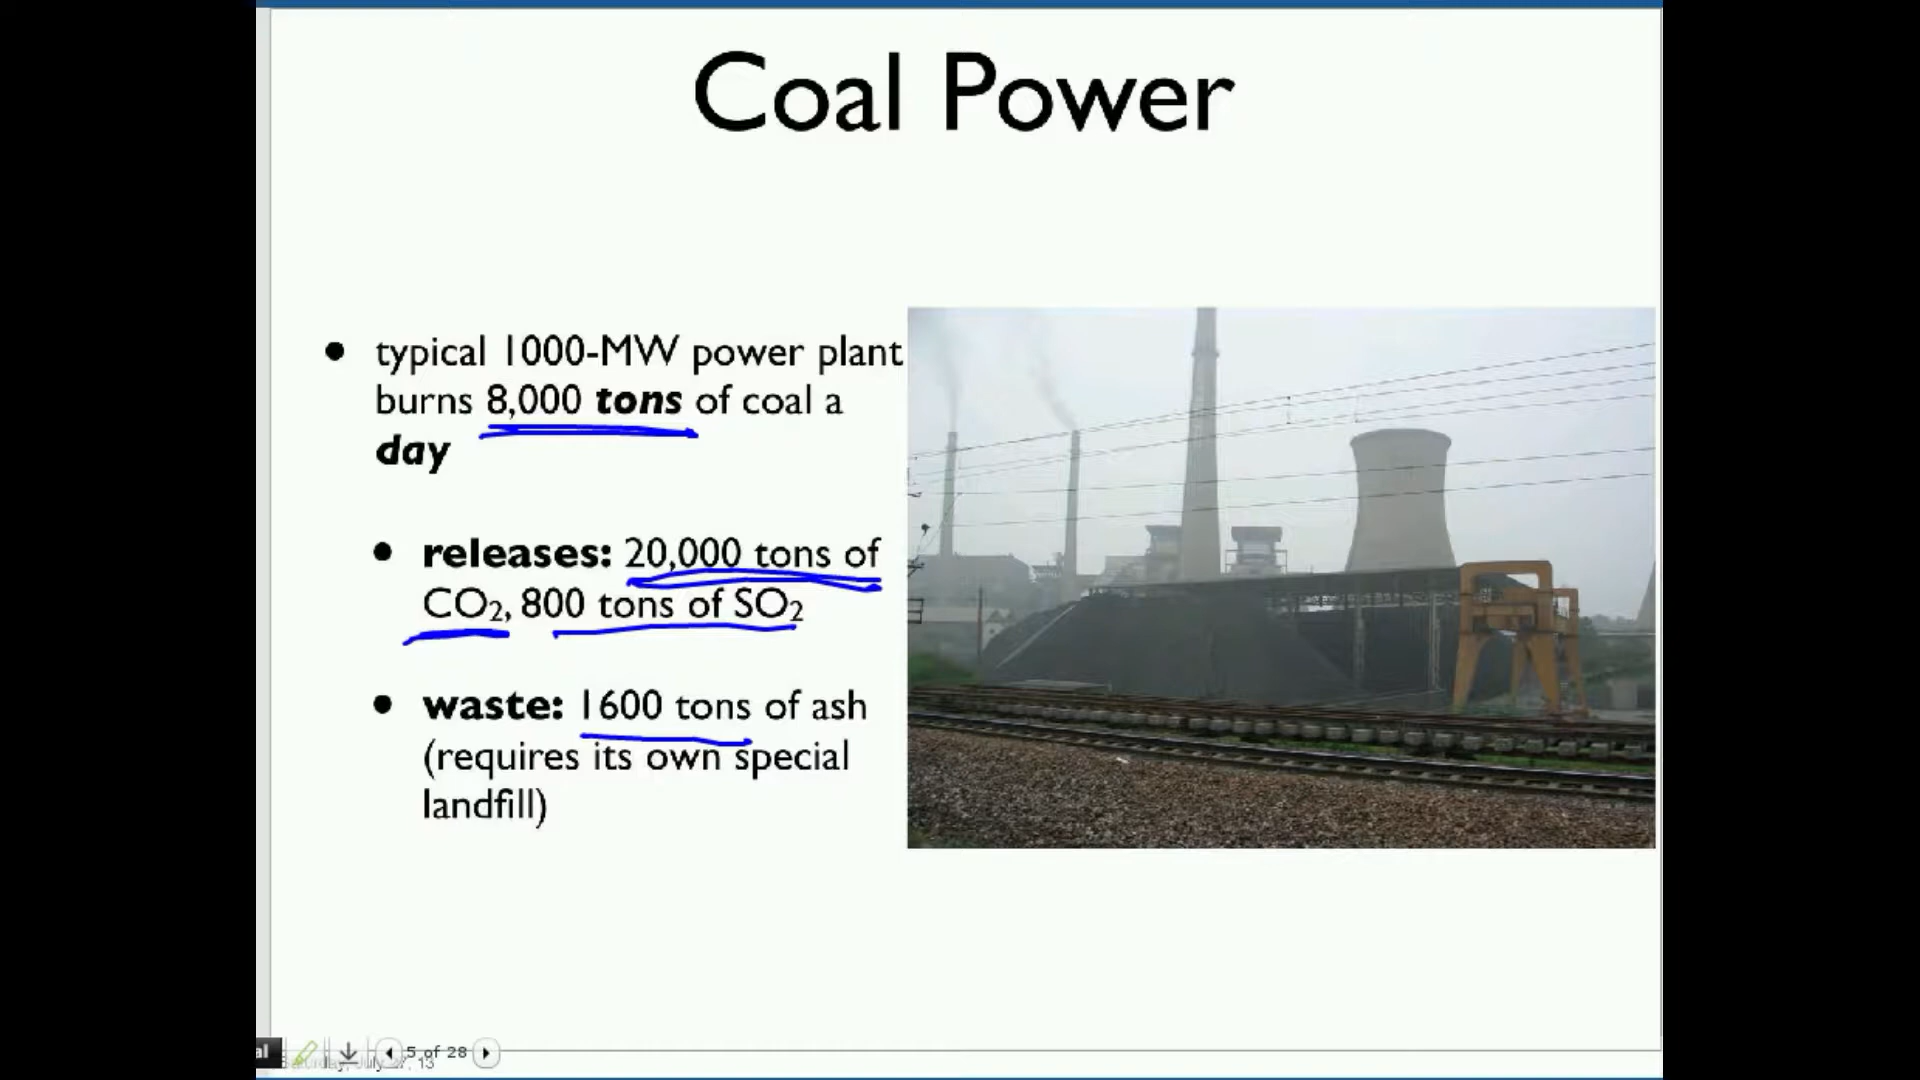 Coal Power
• typical 1000-MW power plant
burns 8,000 tons of coal a
day
• releases: 20,000 tons of
CO₂, 800 tons of SO₂
• waste: 1600 tons of ash
(requires its own special
landfill)
al
5 of 28